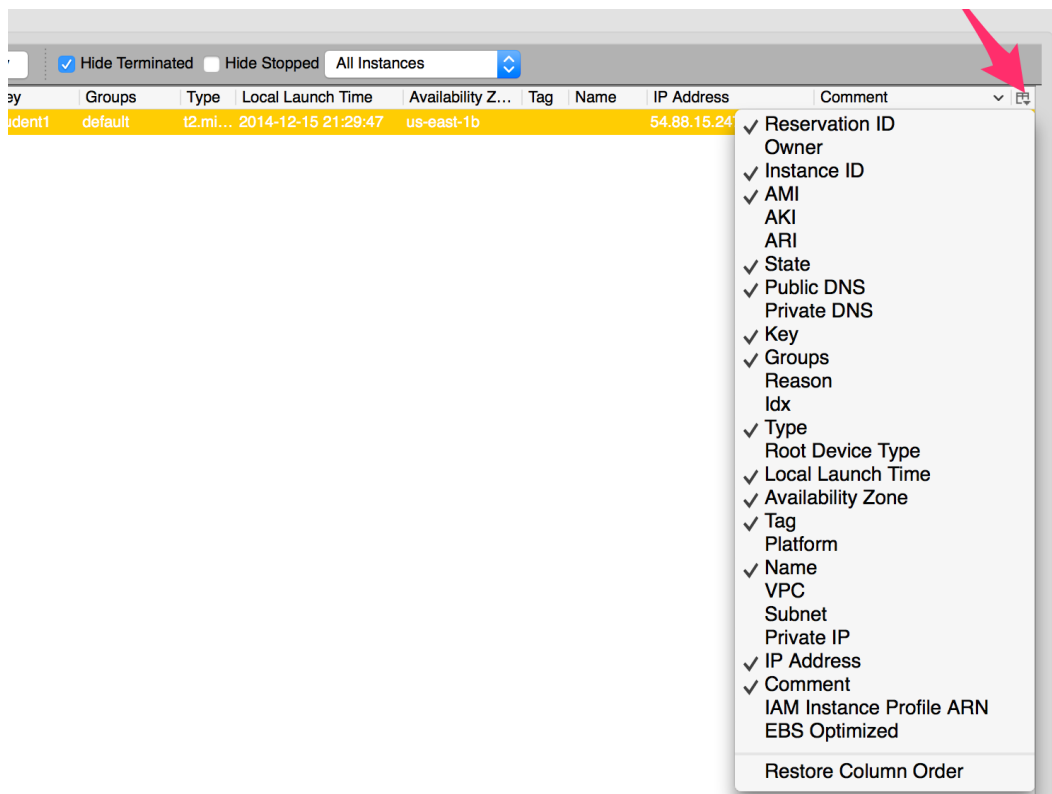 Hide Terminated Hide Stopped All Instances
ey Groups Type Local Launch Time Availability Z... Tag Name IP Address Comment
udent1 default t2.mi... 2014-12-15 21:29:47 us-east-1b 54.88.15.24
Reservation ID
Owner
Instance ID
AMI
AKI
ARI
State
Public DNS
Private DNS
Key
Groups
Reason
Idx
Type
Root Device Type
Local Launch Time
Availability Zone
Tag
Platform
Name
VPC
Subnet
Private IP
IP Address
Comment
IAM Instance Profile ARN
EBS Optimized
Restore Column Order